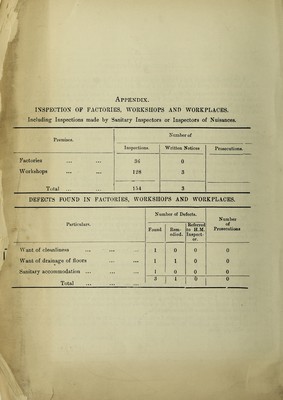 APPENDIX.
INSPECTION OF FACTORIES, WORKSHOPS AND WORKPLACES.
Including Inspections made by Sanitary Inspectors or Inspectors of Nuisances.
Premises. Number of
Inspections. Written Notices Prosecutions.
Factories ... ... 34 0
Workshops ... ... 128 3
Total ... ... 154 3
DEFECTS FOUND IN FACTORIES, WORKSHOPS AND WORKPLACES.
Particulars. Number of Defects. Number of Prosecutions
Found. Remedied. Referred to H.M. Inspector.
Want of cleanliness ... ... ... 1 0 0 0
Want of drainage of floors ... ... 1 1 0 0
Sanitary accommodation ... ... ... 1 0 0 0
Total ... ... ... 3 1 0 0